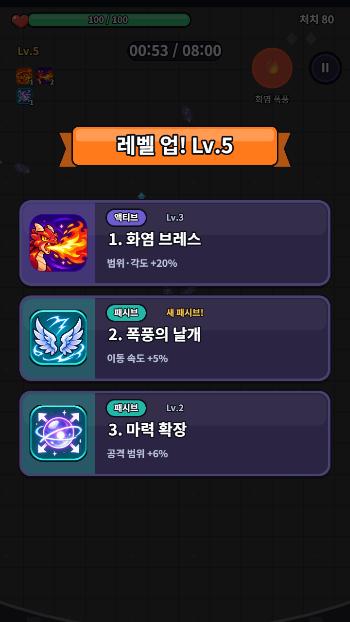 100 / 100
처치 80
Lv.5
00:53 / 08:00
화염 폭풍
레벨 업! Lv.5
액티브 Lv.3
1. 화염 브레스
범위·각도 +20%
패시브 새 패시브!
2. 폭풍의 날개
이동 속도 +5%
패시브 Lv.2
3. 마력 확장
공격 범위 +6%